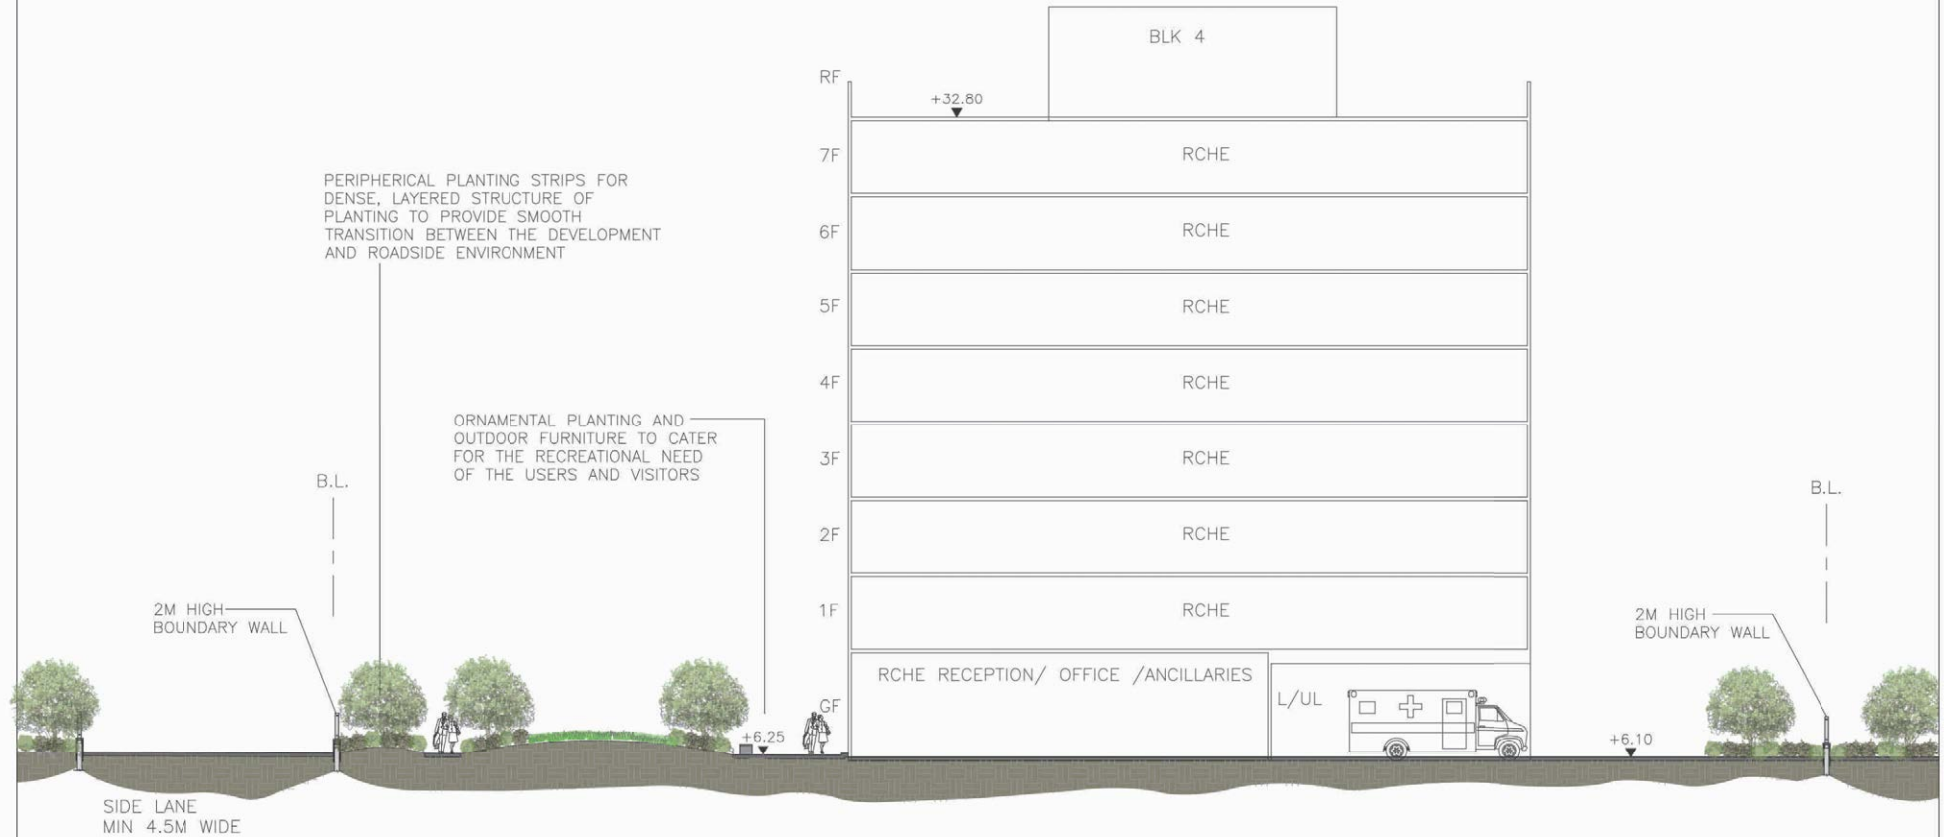 BLK 4
RF
+32.80
7F
RCHE
PERIPHERICAL PLANTING STRIPS FOR
DENSE, LAYERED STRUCTURE OF
PLANTING TO PROVIDE SMOOTH
TRANSITION BETWEEN THE DEVELOPMENT
AND ROADSIDE ENVIRONMENT
6F
RCHE
5F
RCHE
4F
RCHE
ORNAMENTAL PLANTING AND
OUTDOOR FURNITURE TO CATER
FOR THE RECREATIONAL NEED
OF THE USERS AND VISITORS
3F
RCHE
B.L.
B.L.
2F
RCHE
1F
RCHE
2M HIGH
BOUNDARY WALL
2M HIGH
BOUNDARY WALL
RCHE RECEPTION/ OFFICE /ANCILLARIES
L/UL
GF
+6.25
+6.10
SIDE LANE
MIN 4.5M WIDE